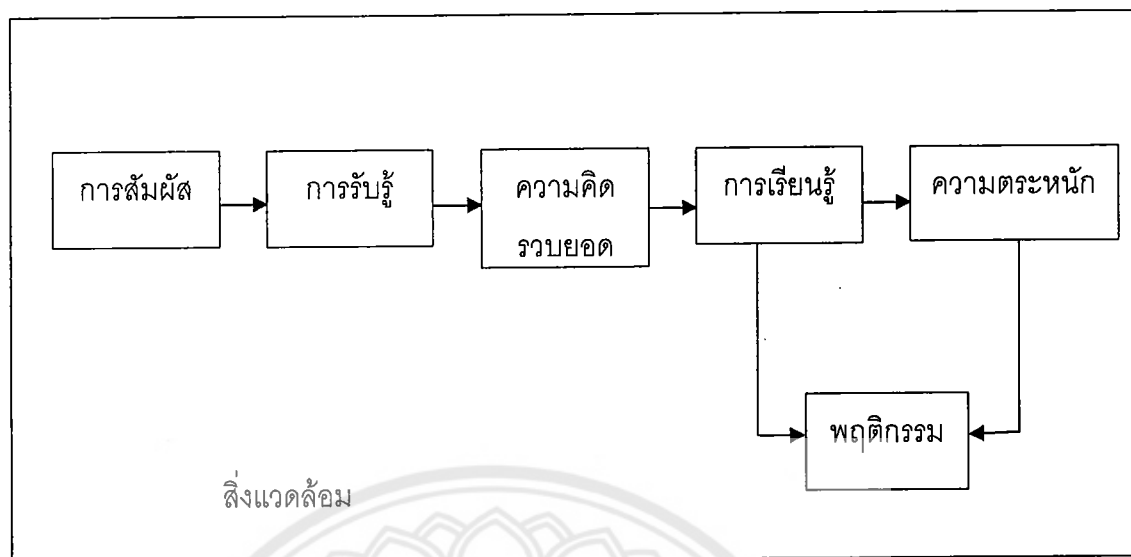 การสัมผัส
การรับรู้
ความคิด
รวบยอด
การเรียนรู้
ความตระหนัก
พฤติกรรม
สิ่งแวดล้อม